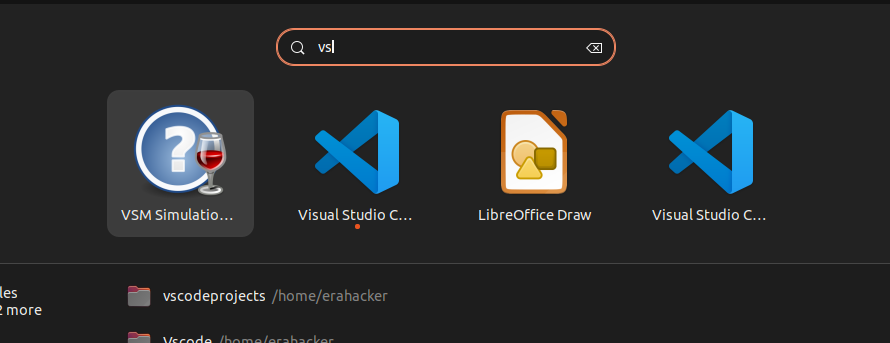 vs
VSM Simulatio...
Visual Studio C...
LibreOffice Draw
Visual Studio C...
les
2 more
vscodeprojects /home/erahacker
Vscode /home/erahacker